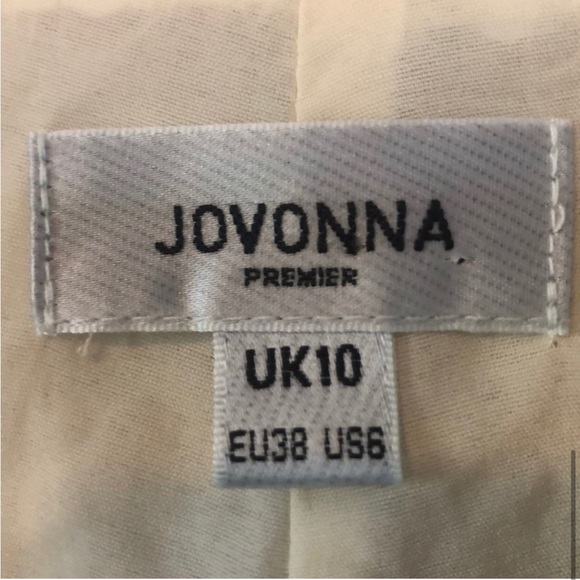 JOVONNA
PREMIER
UK10
EU38 US6